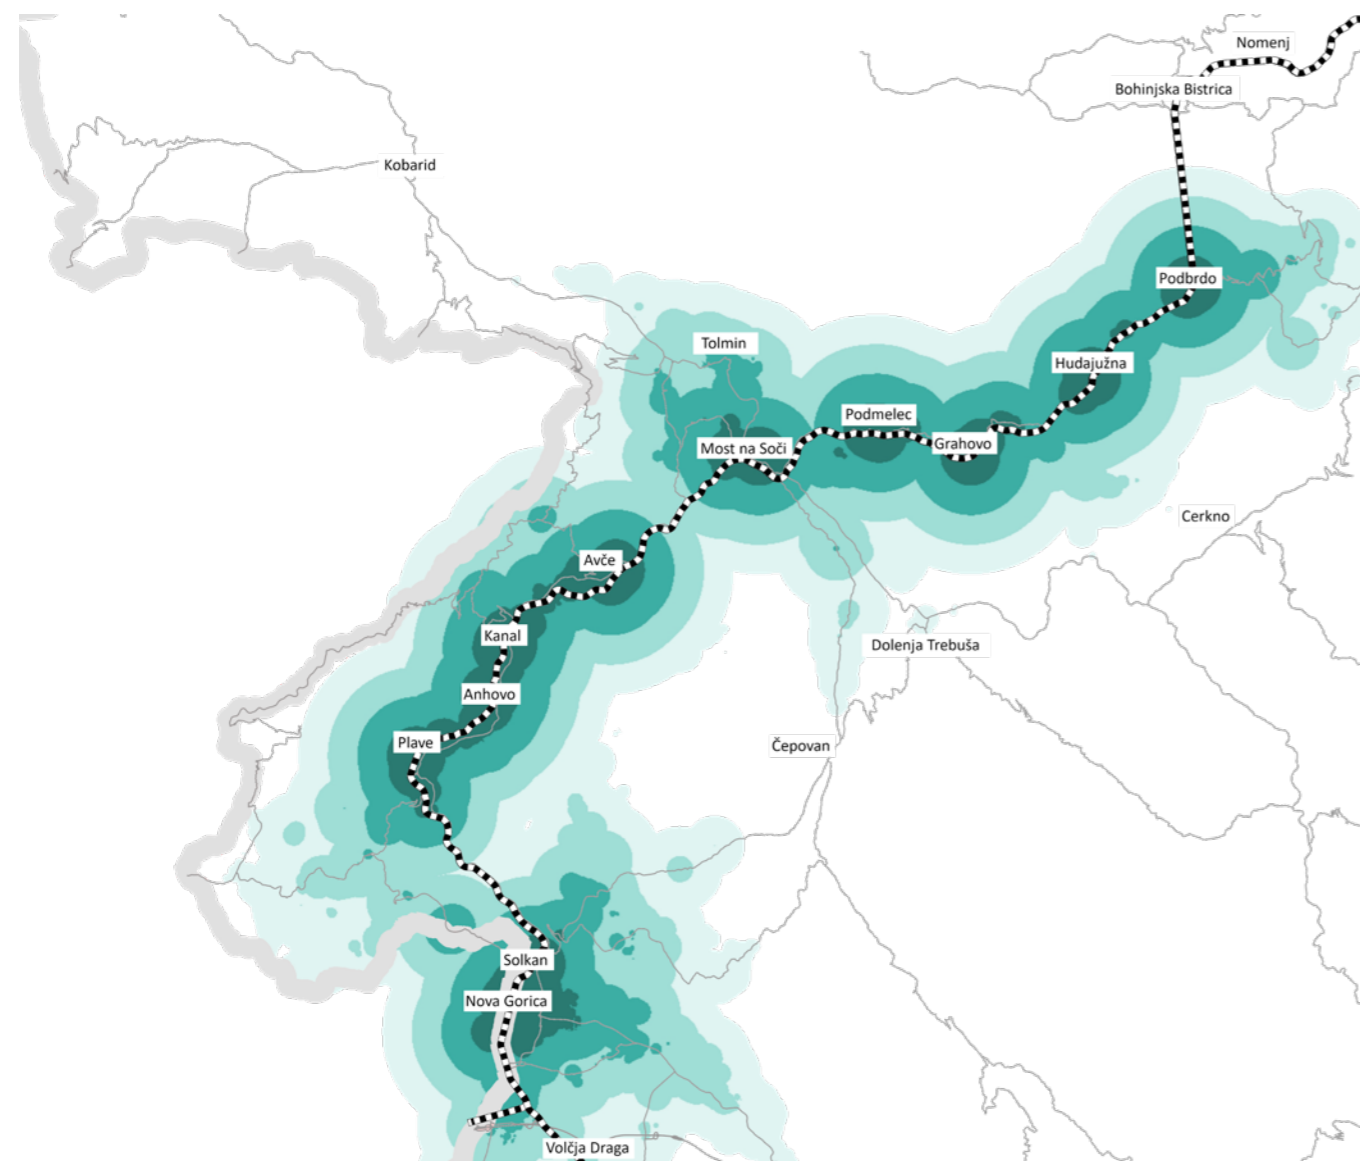 Nomenj
Bohinjska Bistrica
Kobarid
Podbrdo
Tolmin
Hudajužna
Podmelec
Grahovo
Most na Soči
Cerkno
Avče
Kanal
Dolenja Trebuša
Anhovo
Plave
Čepovan
Solkan
Nova Gorica
Volčja Draga